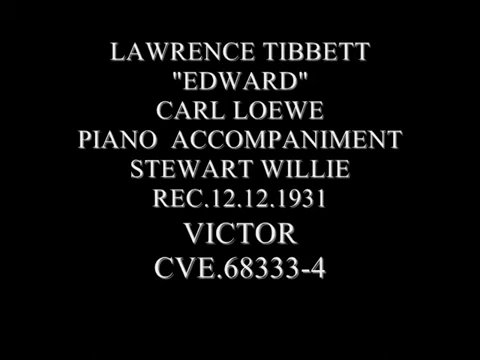 LAWRENCE TIBBETT
"EDWARD"
CARL LOEWE
PIANO ACCOMPANIMENT
STEWART WILLIE
REC.12.12.1931
VICTOR
CVE.68333-4